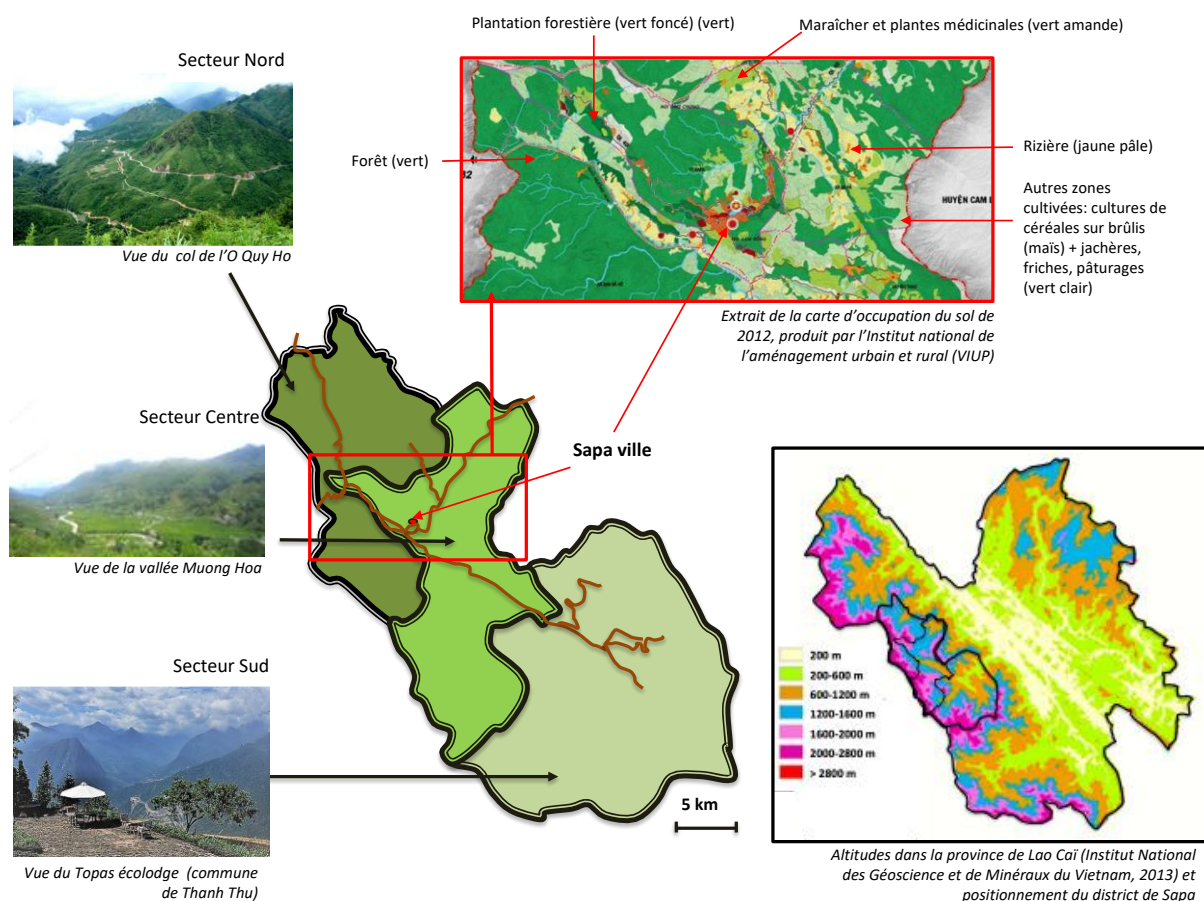 Plantation forestière (vert foncé) (vert)
Maraîcher et plantes médicinales (vert amande)
Secteur Nord
Forêt (vert)
Rizière (jaune pâle)
Autres zones
cultivées: cultures de
céréales sur brûlis
(maïs) + jachères,
friches, pâturages
(vert clair)
HUYỆN CAM
Vue du col de l'O Quy Ho
Extrait de la carte d'occupation du sol de
2012, produit par l'Institut national de
l'aménagement urbain et rural (VIUP)
Secteur Centre
Sapa ville
Vue de la vallée Muong Hoa
Secteur Sud
200 m
200-600 m
600-1200 m
1200-1600 m
1600-2000 m
2000-2800 m
> 2800 m
5 km
Vue du Topas écolodge (commune
de Thanh Thu)
Altitudes dans la province de Lao Caï (Institut National
des Géoscience et de Minéraux du Vietnam, 2013) et
positionnement du district de Sapa